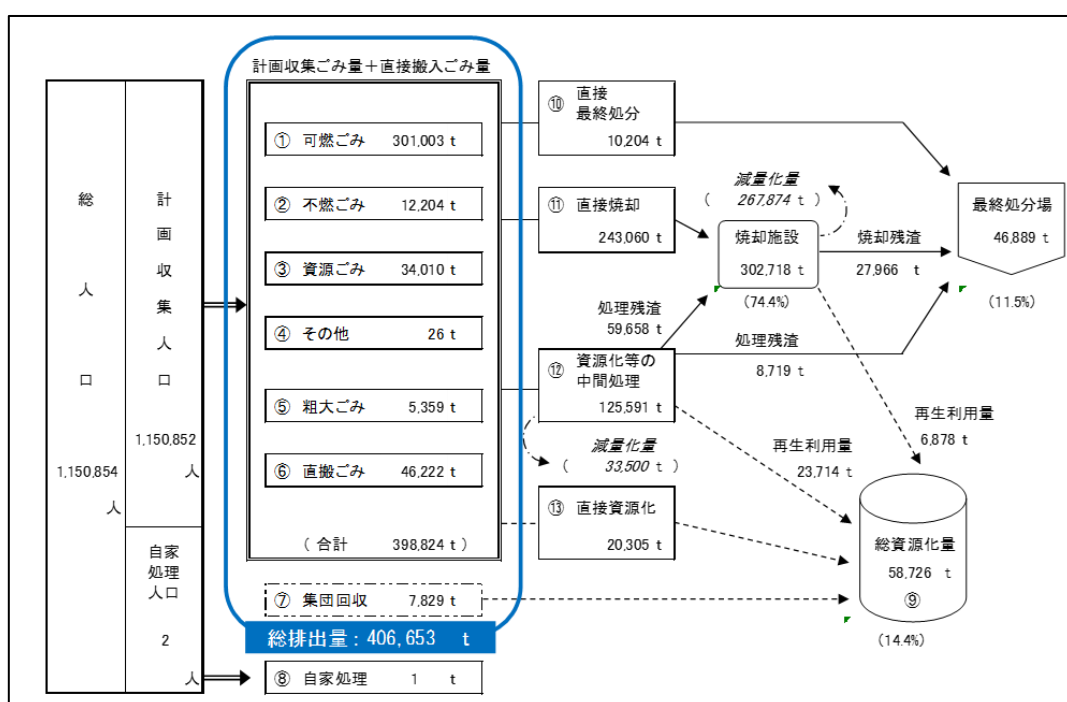 総人口
1,150,854
人
計画収集人口
1,150,852
人
自家
処理
人口
2
人
計画収集ごみ量＋直接搬入ごみ量
① 可燃ごみ 301,003 t
② 不燃ごみ 12,204 t
③ 資源ごみ 34,010 t
④ その他 26 t
⑤ 粗大ごみ 5,359 t
⑥ 直搬ごみ 46,222 t
( 合計 398,824 t )
⑦ 集団回収 7,829 t
総排出量：406,653 t
⑧ 自家処理 1 t
⑩ 直接
最終処分
10,204 t
⑪ 直接焼却
243,060 t
処理残渣
59,658 t
⑫ 資源化等の
中間処理
125,591 t
減量化量
( 33,500 t )
⑬ 直接資源化
20,305 t
減量化量
( 267,874 t )
焼却施設
302,718 t
(74.4%)
焼却残渣
27,966 t
処理残渣
8,719 t
再生利用量
6,878 t
再生利用量
23,714 t
最終処分場
46,889 t
(11.5%)
総資源化量
58,726 t
⑨
(14.4%)